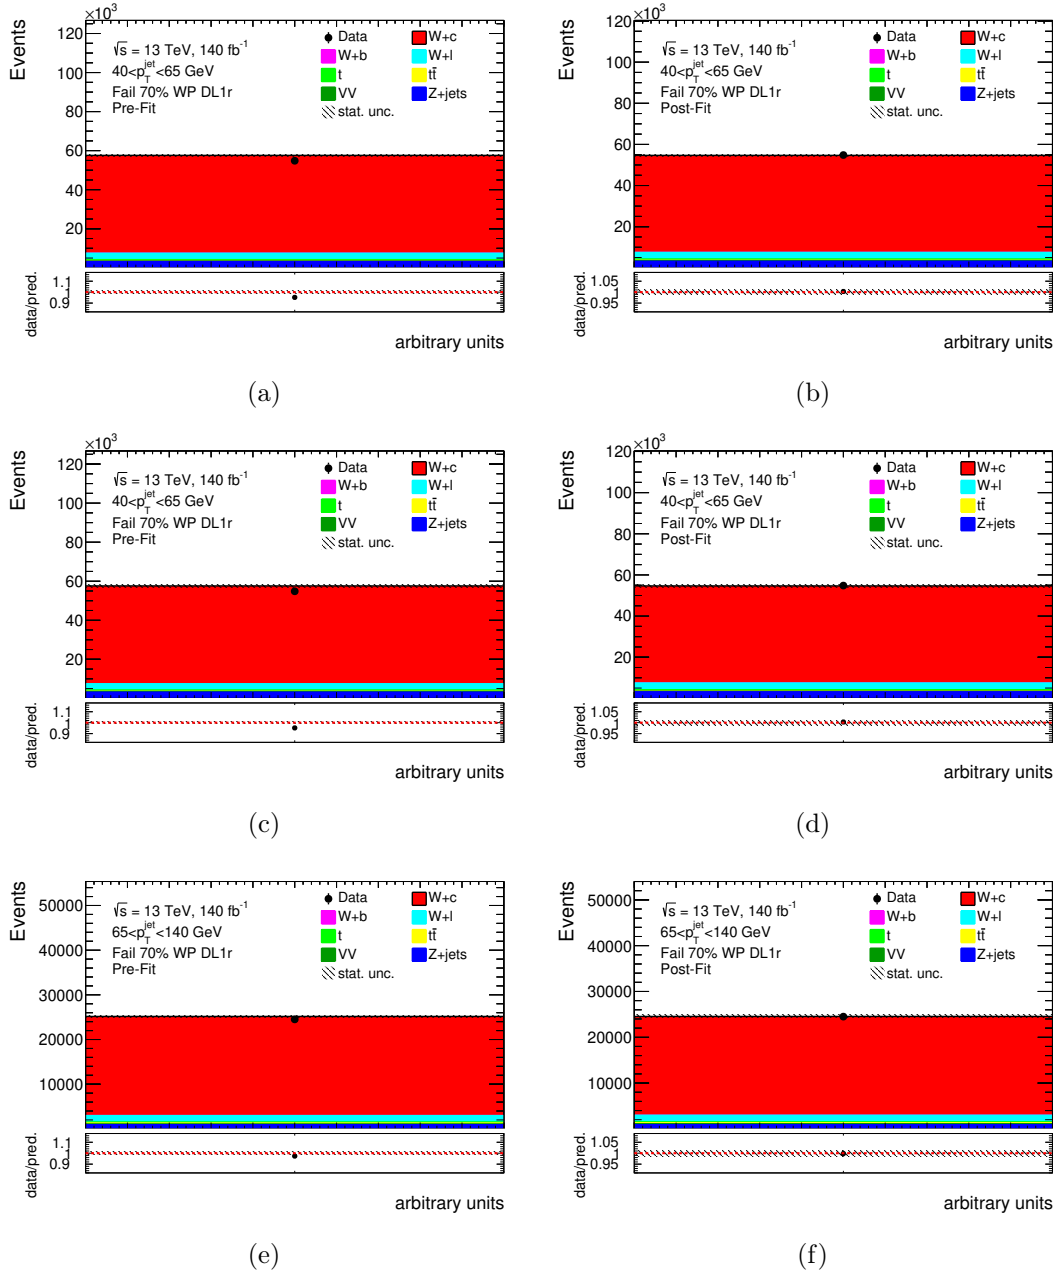 ×10³ ×10³
Events Events
√s = 13 TeV, 140 fb⁻¹ √s = 13 TeV, 140 fb⁻¹
40<p_T^jet<65 GeV 40<p_T^jet<65 GeV
Fail 70% WP DL1r Fail 70% WP DL1r
Pre-Fit Post-Fit
Data W+c Data W+c
W+b W+l W+b W+l
t tt̄ t tt̄
VV Z+jets VV Z+jets
stat. unc. stat. unc.
120 120
100 100
80 80
60 60
40 40
20 20
data/pred. data/pred.
1.1 1.05
1 1
0.9 0.95
arbitrary units arbitrary units
(a) (b)
×10³ ×10³
Events Events
√s = 13 TeV, 140 fb⁻¹ √s = 13 TeV, 140 fb⁻¹
40<p_T^jet<65 GeV 40<p_T^jet<65 GeV
Fail 70% WP DL1r Fail 70% WP DL1r
Pre-Fit Post-Fit
Data W+c Data W+c
W+b W+l W+b W+l
t tt̄ t tt̄
VV Z+jets VV Z+jets
stat. unc. stat. unc.
120 120
100 100
80 80
60 60
40 40
20 20
data/pred. data/pred.
1.1 1.05
1 1
0.9 0.95
arbitrary units arbitrary units
(c) (d)
Events Events
√s = 13 TeV, 140 fb⁻¹ √s = 13 TeV, 140 fb⁻¹
65<p_T^jet<140 GeV 65<p_T^jet<140 GeV
Fail 70% WP DL1r Fail 70% WP DL1r
Pre-Fit Post-Fit
Data W+c Data W+c
W+b W+l W+b W+l
t tt̄ t tt̄
VV Z+jets VV Z+jets
stat. unc. stat. unc.
50000 50000
40000 40000
30000 30000
20000 20000
10000 10000
data/pred. data/pred.
1.1 1.05
1 1
0.9 0.95
arbitrary units arbitrary units
(e) (f)